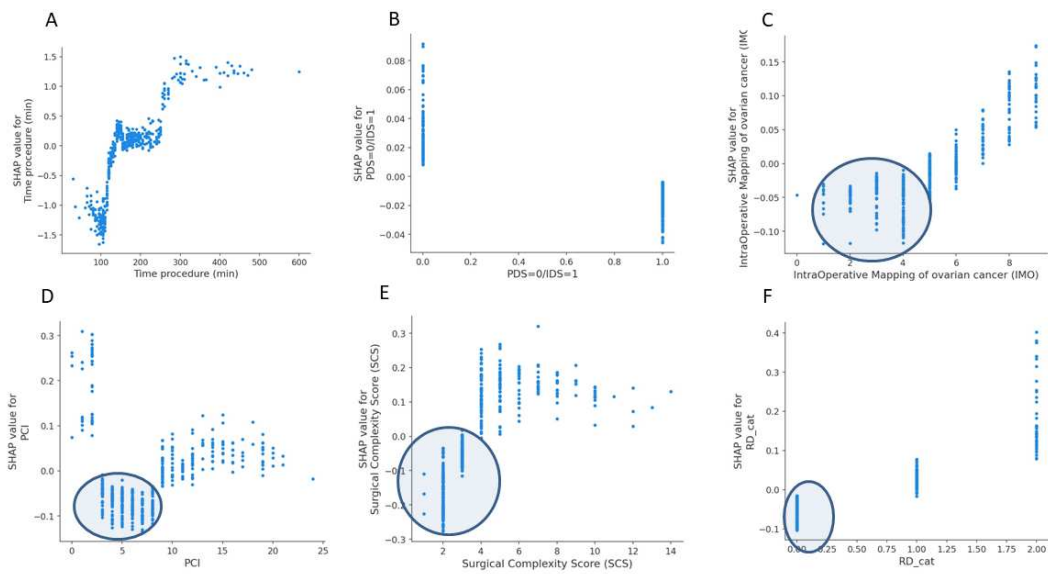 A
SHAP value for
Time procedure (min)
1.5
1.0
0.5
0.0
−0.5
−1.0
−1.5
100 200 300 400 500 600
Time procedure (min)
B
SHAP value for
PDS=0/IDS=1
0.08
0.06
0.04
0.02
0.00
−0.02
−0.04
0.0 0.2 0.4 0.6 0.8 1.0
PDS=0/IDS=1
C
SHAP value for
IntraOperative Mapping of ovarian cancer (IMO
0.15
0.10
0.05
0.00
−0.05
−0.10
0 2 4 6 8
IntraOperative Mapping of ovarian cancer (IMO)
D
SHAP value for
PCI
0.3
0.2
0.1
0.0
−0.1
0 5 10 15 20 25
PCI
E
SHAP value for
Surgical Complexity Score (SCS)
0.3
0.2
0.1
0.0
−0.1
−0.2
−0.3
2 4 6 8 10 12 14
Surgical Complexity Score (SCS)
F
SHAP value for
RD_cat
0.4
0.3
0.2
0.1
0.0
−0.1
0.00 0.25 0.50 0.75 1.00 1.25 1.50 1.75 2.00
RD_cat